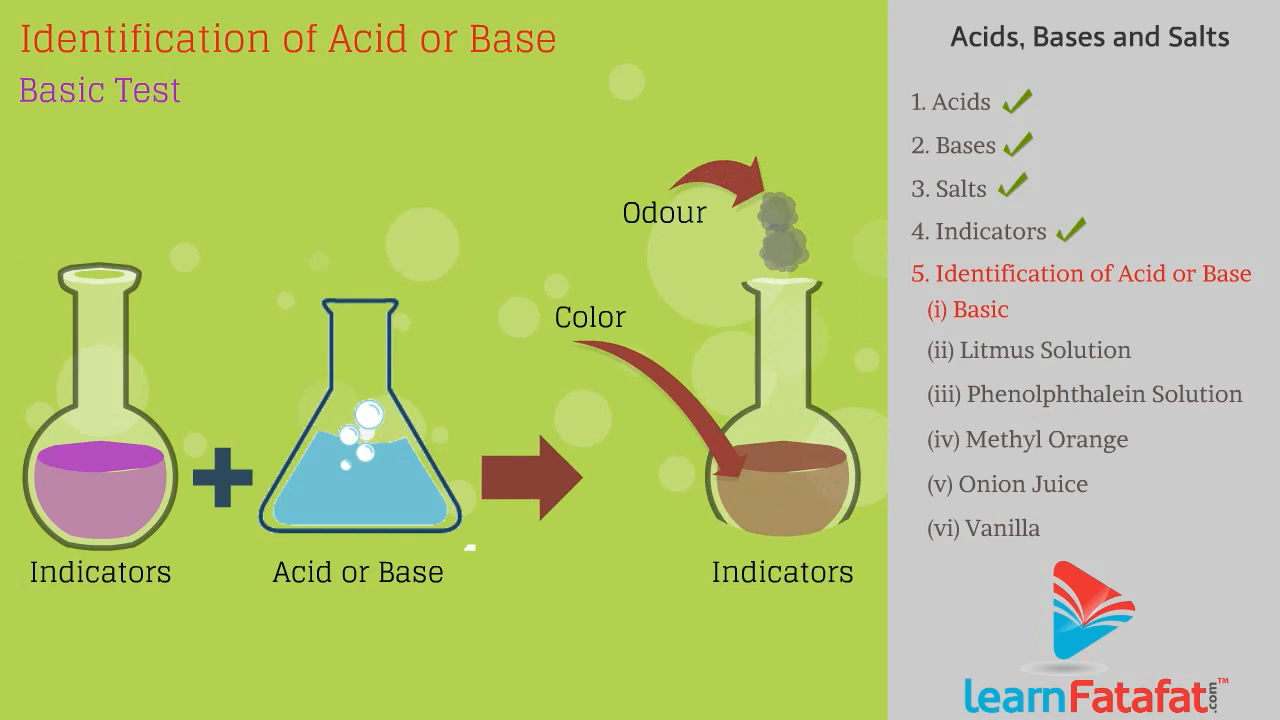 Identification of Acid or Base
Basic Test
Odour
Color
Indicators
Acid or Base
Indicators
Acids, Bases and Salts
1. Acids
2. Bases
3. Salts
4. Indicators
5. Identification of Acid or Base
(i) Basic
(ii) Litmus Solution
(iii) Phenolphthalein Solution
(iv) Methyl Orange
(v) Onion Juice
(vi) Vanilla
learnFatafat.com™